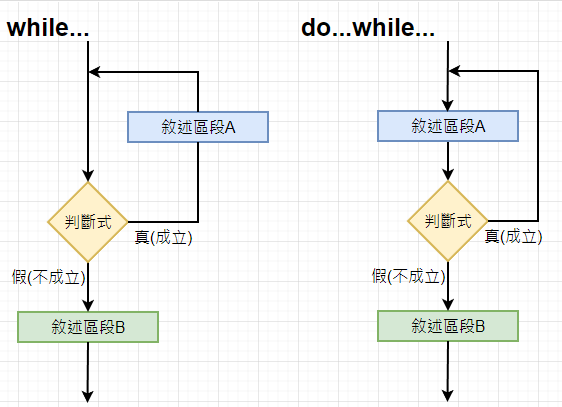 while...
敘述區段A
判斷式
真(成立)
假(不成立)
敘述區段B
do...while...
敘述區段A
判斷式
真(成立)
假(不成立)
敘述區段B